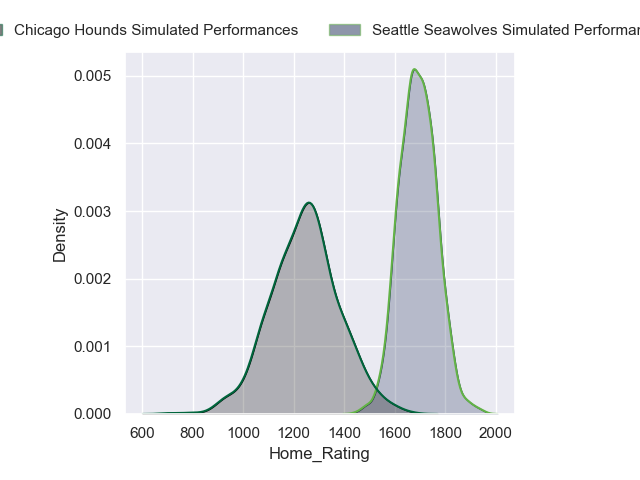 Chicago Hounds Simulated Performances
Seattle Seawolves Simulated
0.005
0.004
0.003
0.002
0.001
0.000
Density
600 800 1000 1200 1400 1600 1800 2000
Home_Rating